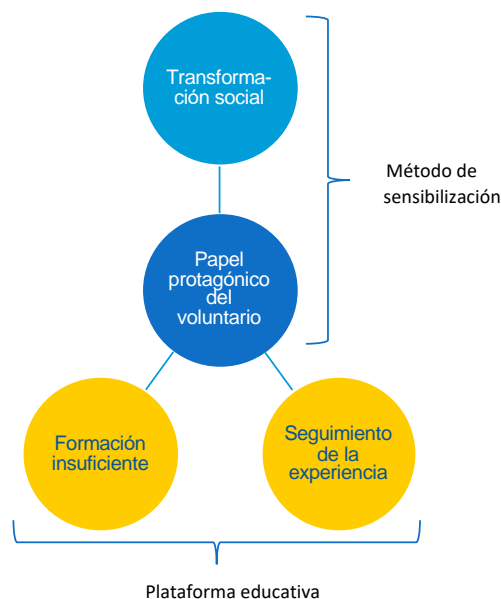 Transforma-
ción social
Método de
sensibilización
Papel
protagónico
del
voluntario
Formación
insuficiente
Seguimiento
de la
experiencia
Plataforma educativa